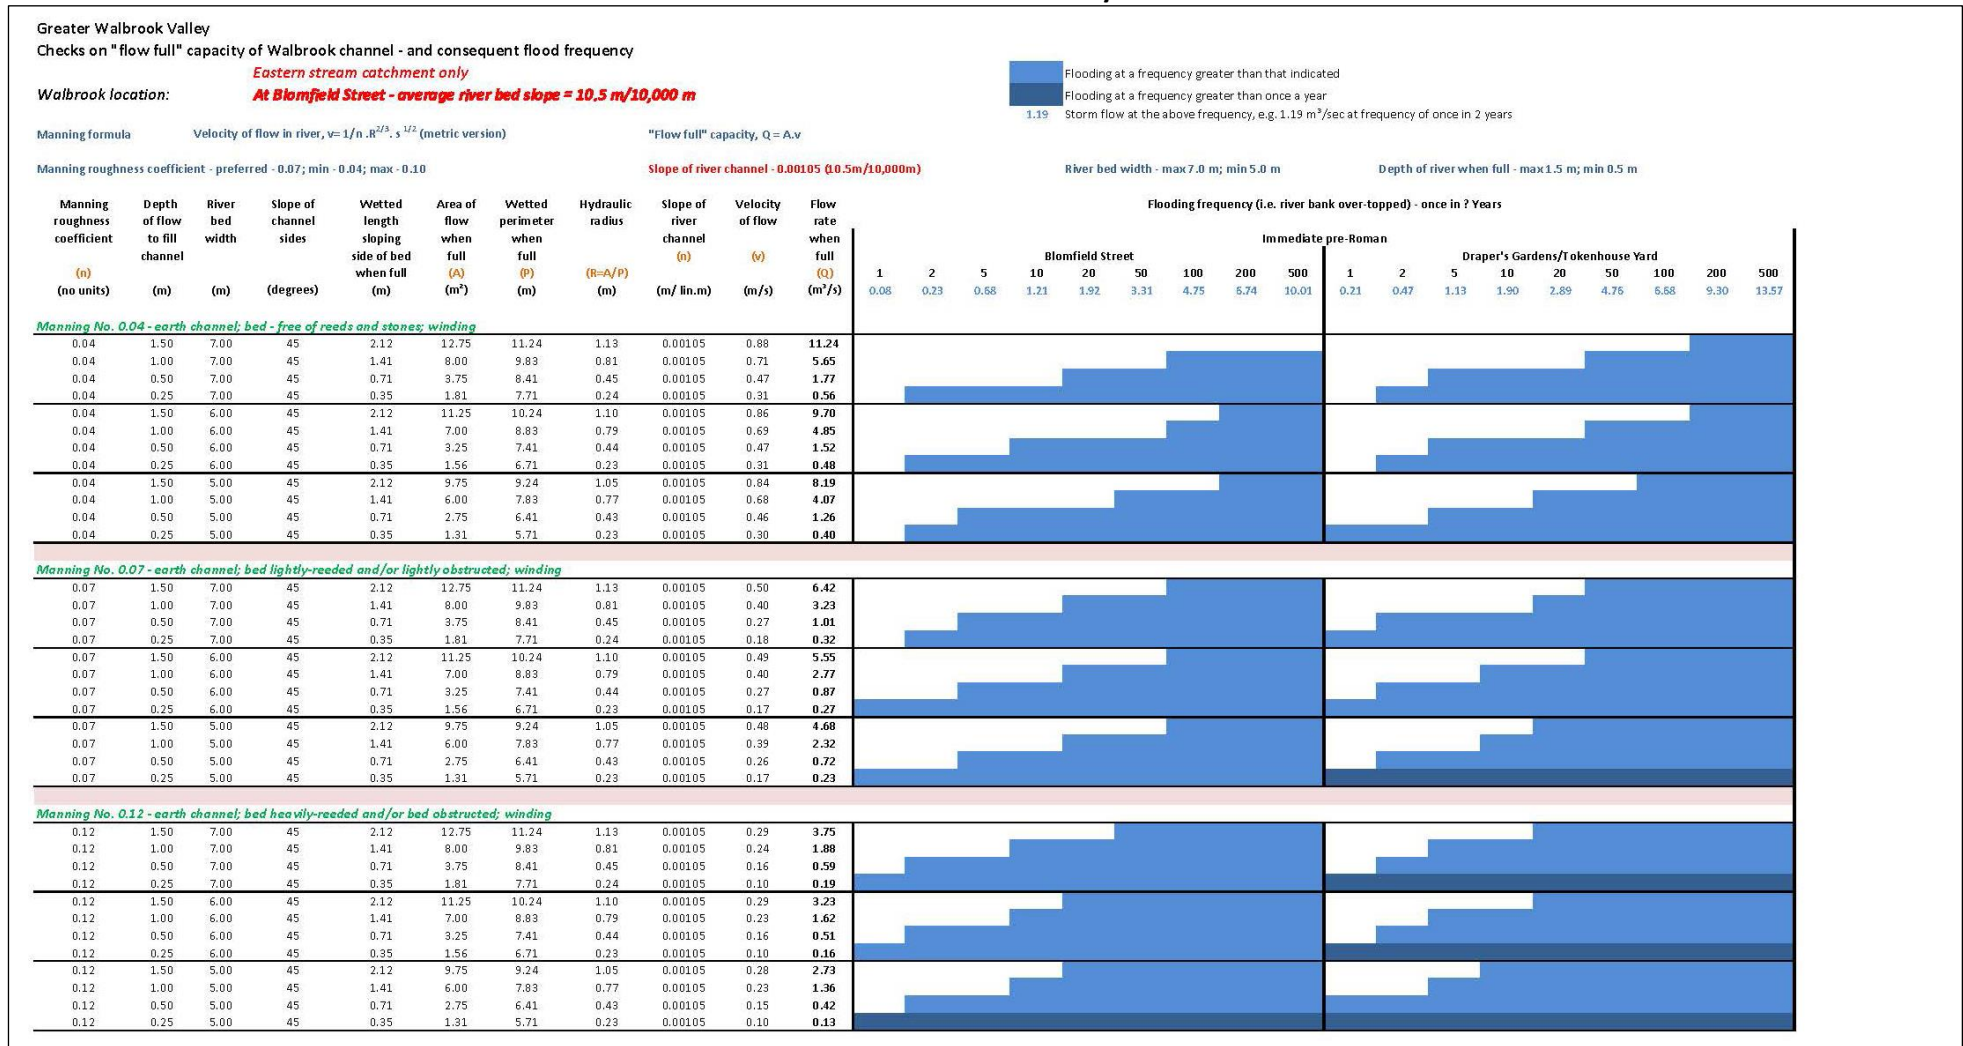 Greater Walbrook Valley
Checks on "flow full" capacity of Walbrook channel - and consequent flood frequency
Eastern stream catchment only
Walbrook location: At Blomfield Street - average river bed slope = 10.5 m/10,000 m
Flooding at a frequency greater than that indicated
Flooding at a frequency greater than once a year
1.19 Storm flow at the above frequency, e.g. 1.19 m³/sec at frequency of once in 2 years
Manning formula Velocity of flow in river, v= 1/n .R^2/3. s ^1/2 (metric version) "Flow full" capacity, Q = A.v
Manning roughness coefficient - preferred - 0.07; min - 0.04; max - 0.10 Slope of river channel - 0.00105 (10.5m/10,000m) River bed width - max 7.0 m; min 5.0 m Depth of river when full - max 1.5 m; min 0.5 m
Manning Depth River Slope of Wetted Area of Wetted Hydraulic Slope of Velocity Flow Flooding frequency (i.e. river bank over-topped) - once in ? Years
roughness of flow bed channel length flow perimeter radius river of flow rate
coefficient to fill width sides sloping when when channel when Immediate pre-Roman
channel side of bed full full (n) (v) full Blomfield Street Draper's Gardens/Tokenhouse Yard
(n) when full (A) (P) (R=A/P) (Q) 1 2 5 10 20 50 100 200 500 1 2 5 10 20 50 100 200 500
(no units) (m) (m) (degrees) (m) (m²) (m) (m) (m/ lin.m) (m/s) (m³/s) 0.08 0.23 0.68 1.21 1.92 3.31 4.75 6.74 10.01 0.21 0.47 1.13 1.90 2.89 4.76 6.68 9.30 13.57
Manning No. 0.04 - earth channel; bed - free of reeds and stones; winding
0.04 1.50 7.00 45 2.12 12.75 11.24 1.13 0.00105 0.88 11.24
0.04 1.00 7.00 45 1.41 8.00 9.83 0.81 0.00105 0.71 5.65
0.04 0.50 7.00 45 0.71 3.75 8.41 0.45 0.00105 0.47 1.77
0.04 0.25 7.00 45 0.35 1.81 7.71 0.24 0.00105 0.31 0.56
0.04 1.50 6.00 45 2.12 11.25 10.24 1.10 0.00105 0.86 9.70
0.04 1.00 6.00 45 1.41 7.00 8.83 0.79 0.00105 0.69 4.85
0.04 0.50 6.00 45 0.71 3.25 7.41 0.44 0.00105 0.47 1.52
0.04 0.25 6.00 45 0.35 1.56 6.71 0.23 0.00105 0.31 0.48
0.04 1.50 5.00 45 2.12 9.75 9.24 1.05 0.00105 0.84 8.19
0.04 1.00 5.00 45 1.41 6.00 7.83 0.77 0.00105 0.68 4.07
0.04 0.50 5.00 45 0.71 2.75 6.41 0.43 0.00105 0.46 1.26
0.04 0.25 5.00 45 0.35 1.31 5.71 0.23 0.00105 0.30 0.40
Manning No. 0.07 - earth channel; bed lightly-reeded and/or lightly obstructed; winding
0.07 1.50 7.00 45 2.12 12.75 11.24 1.13 0.00105 0.50 6.42
0.07 1.00 7.00 45 1.41 8.00 9.83 0.81 0.00105 0.40 3.23
0.07 0.50 7.00 45 0.71 3.75 8.41 0.45 0.00105 0.27 1.01
0.07 0.25 7.00 45 0.35 1.81 7.71 0.24 0.00105 0.18 0.32
0.07 1.50 6.00 45 2.12 11.25 10.24 1.10 0.00105 0.49 5.55
0.07 1.00 6.00 45 1.41 7.00 8.83 0.79 0.00105 0.40 2.77
0.07 0.50 6.00 45 0.71 3.25 7.41 0.44 0.00105 0.27 0.87
0.07 0.25 6.00 45 0.35 1.56 6.71 0.23 0.00105 0.17 0.27
0.07 1.50 5.00 45 2.12 9.75 9.24 1.05 0.00105 0.48 4.68
0.07 1.00 5.00 45 1.41 6.00 7.83 0.77 0.00105 0.39 2.32
0.07 0.50 5.00 45 0.71 2.75 6.41 0.43 0.00105 0.26 0.72
0.07 0.25 5.00 45 0.35 1.31 5.71 0.23 0.00105 0.17 0.23
Manning No. 0.12 - earth channel; bed heavily-reeded and/or bed obstructed; winding
0.12 1.50 7.00 45 2.12 12.75 11.24 1.13 0.00105 0.29 3.75
0.12 1.00 7.00 45 1.41 8.00 9.83 0.81 0.00105 0.24 1.88
0.12 0.50 7.00 45 0.71 3.75 8.41 0.45 0.00105 0.16 0.59
0.12 0.25 7.00 45 0.35 1.81 7.71 0.24 0.00105 0.10 0.19
0.12 1.50 6.00 45 2.12 11.25 10.24 1.10 0.00105 0.29 3.23
0.12 1.00 6.00 45 1.41 7.00 8.83 0.79 0.00105 0.23 1.62
0.12 0.50 6.00 45 0.71 3.25 7.41 0.44 0.00105 0.16 0.51
0.12 0.25 6.00 45 0.35 1.56 6.71 0.23 0.00105 0.10 0.16
0.12 1.50 5.00 45 2.12 9.75 9.24 1.05 0.00105 0.28 2.73
0.12 1.00 5.00 45 1.41 6.00 7.83 0.77 0.00105 0.23 1.36
0.12 0.50 5.00 45 0.71 2.75 6.41 0.43 0.00105 0.15 0.42
0.12 0.25 5.00 45 0.35 1.31 5.71 0.23 0.00105 0.10 0.13